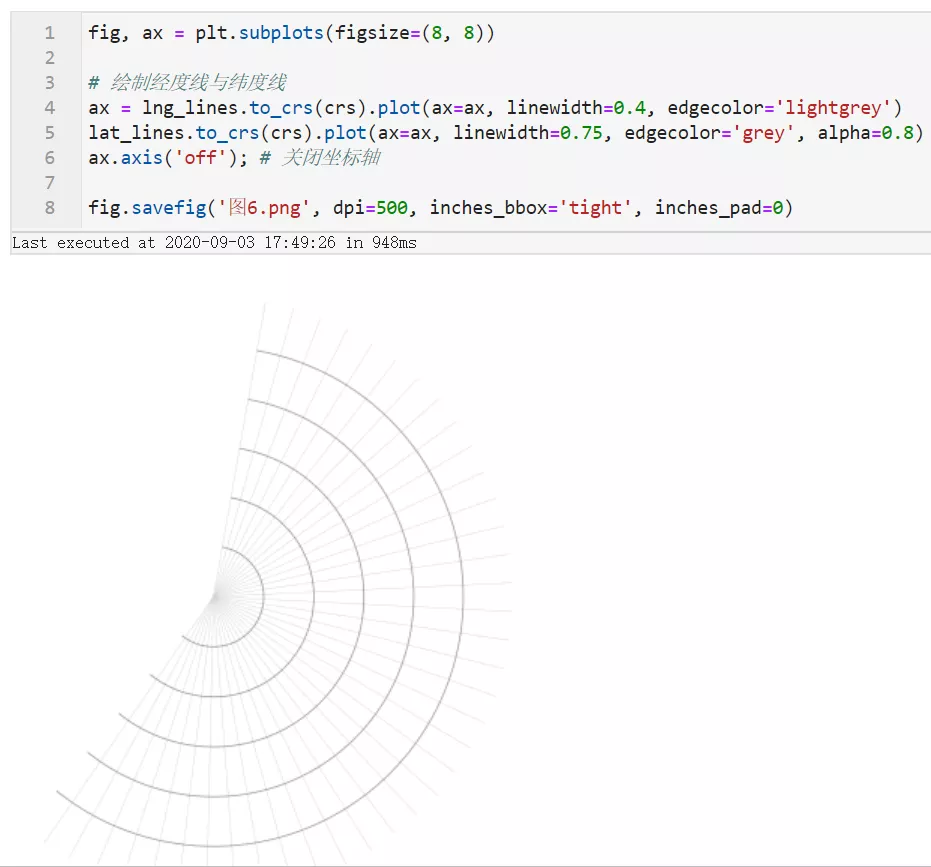 1 fig, ax = plt.subplots(figsize=(8, 8))
2
3 # 绘制经度线与纬度线
4 ax = lng_lines.to_crs(crs).plot(ax=ax, linewidth=0.4, edgecolor='lightgrey')
5 lat_lines.to_crs(crs).plot(ax=ax, linewidth=0.75, edgecolor='grey', alpha=0.8)
6 ax.axis('off'); # 关闭坐标轴
7
8 fig.savefig('图6.png', dpi=500, inches_bbox='tight', inches_pad=0)
Last executed at 2020-09-03 17:49:26 in 948ms